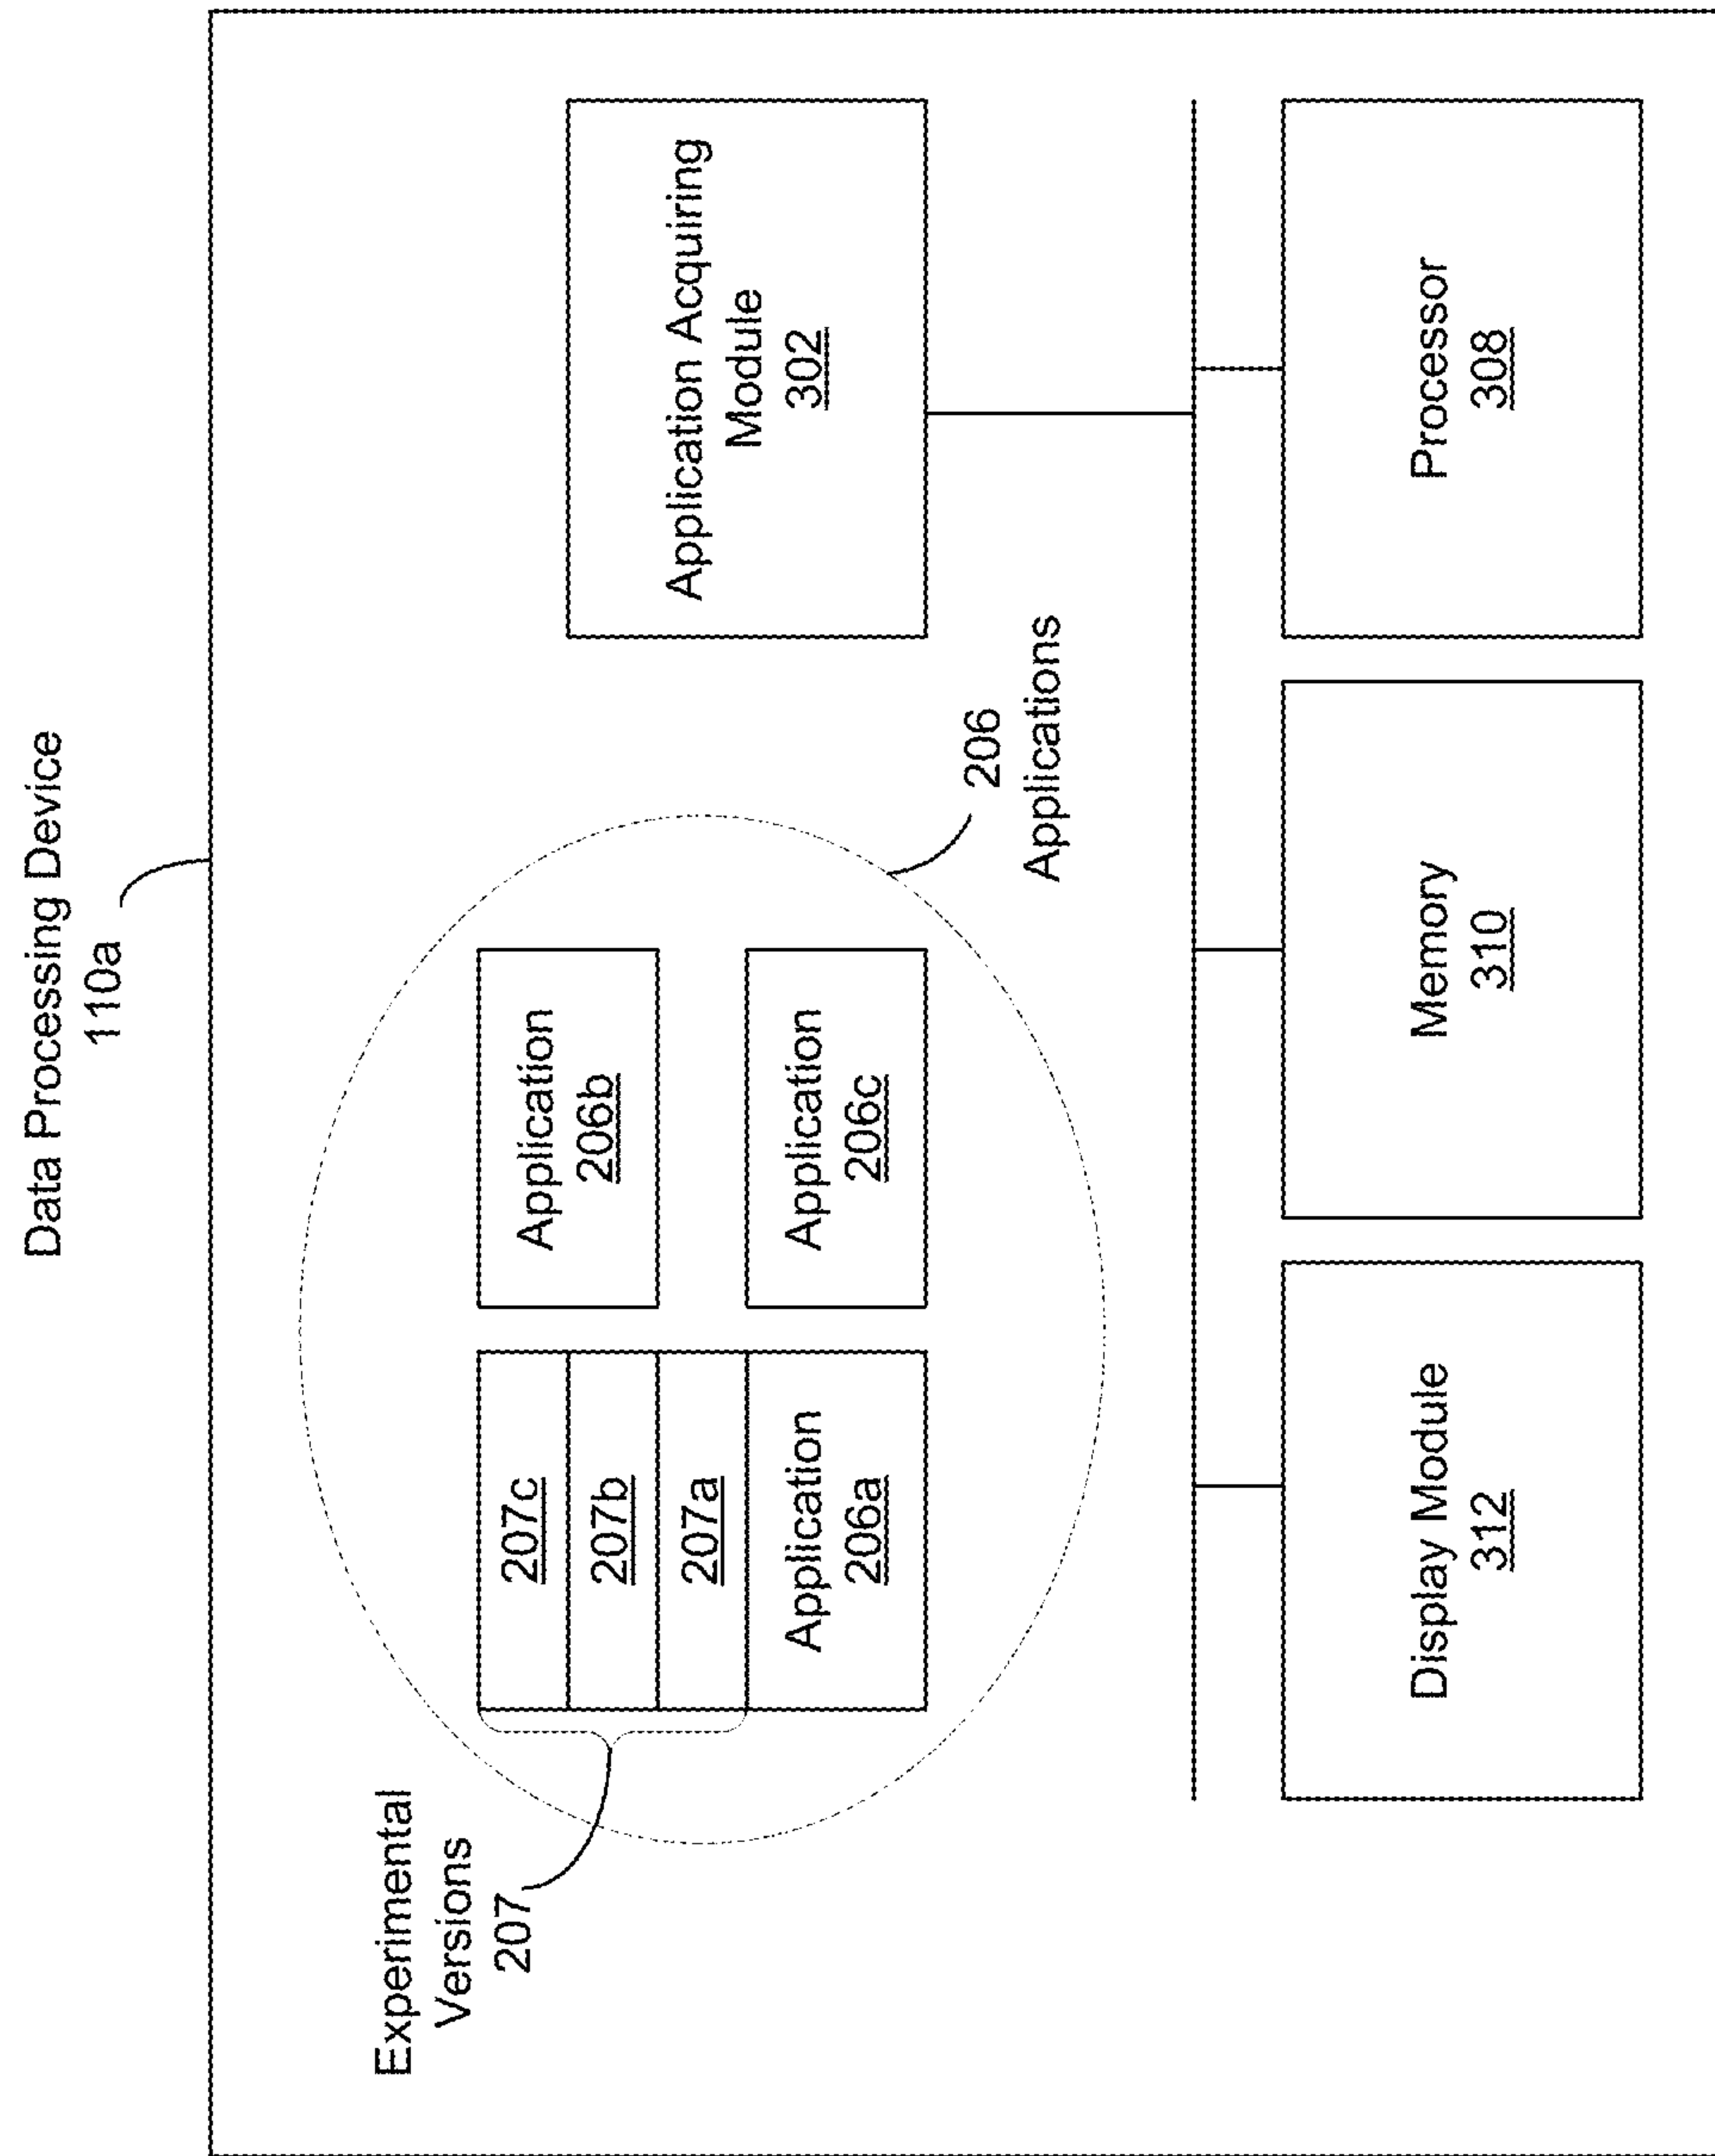 Data Processing Device
110a
Experimental
Versions
207
207c
207b
207a
Application
206a
Application
206b
Application
206c
206
Applications
Application Acquiring
Module
302
Display Module
312
Memory
310
Processor
308